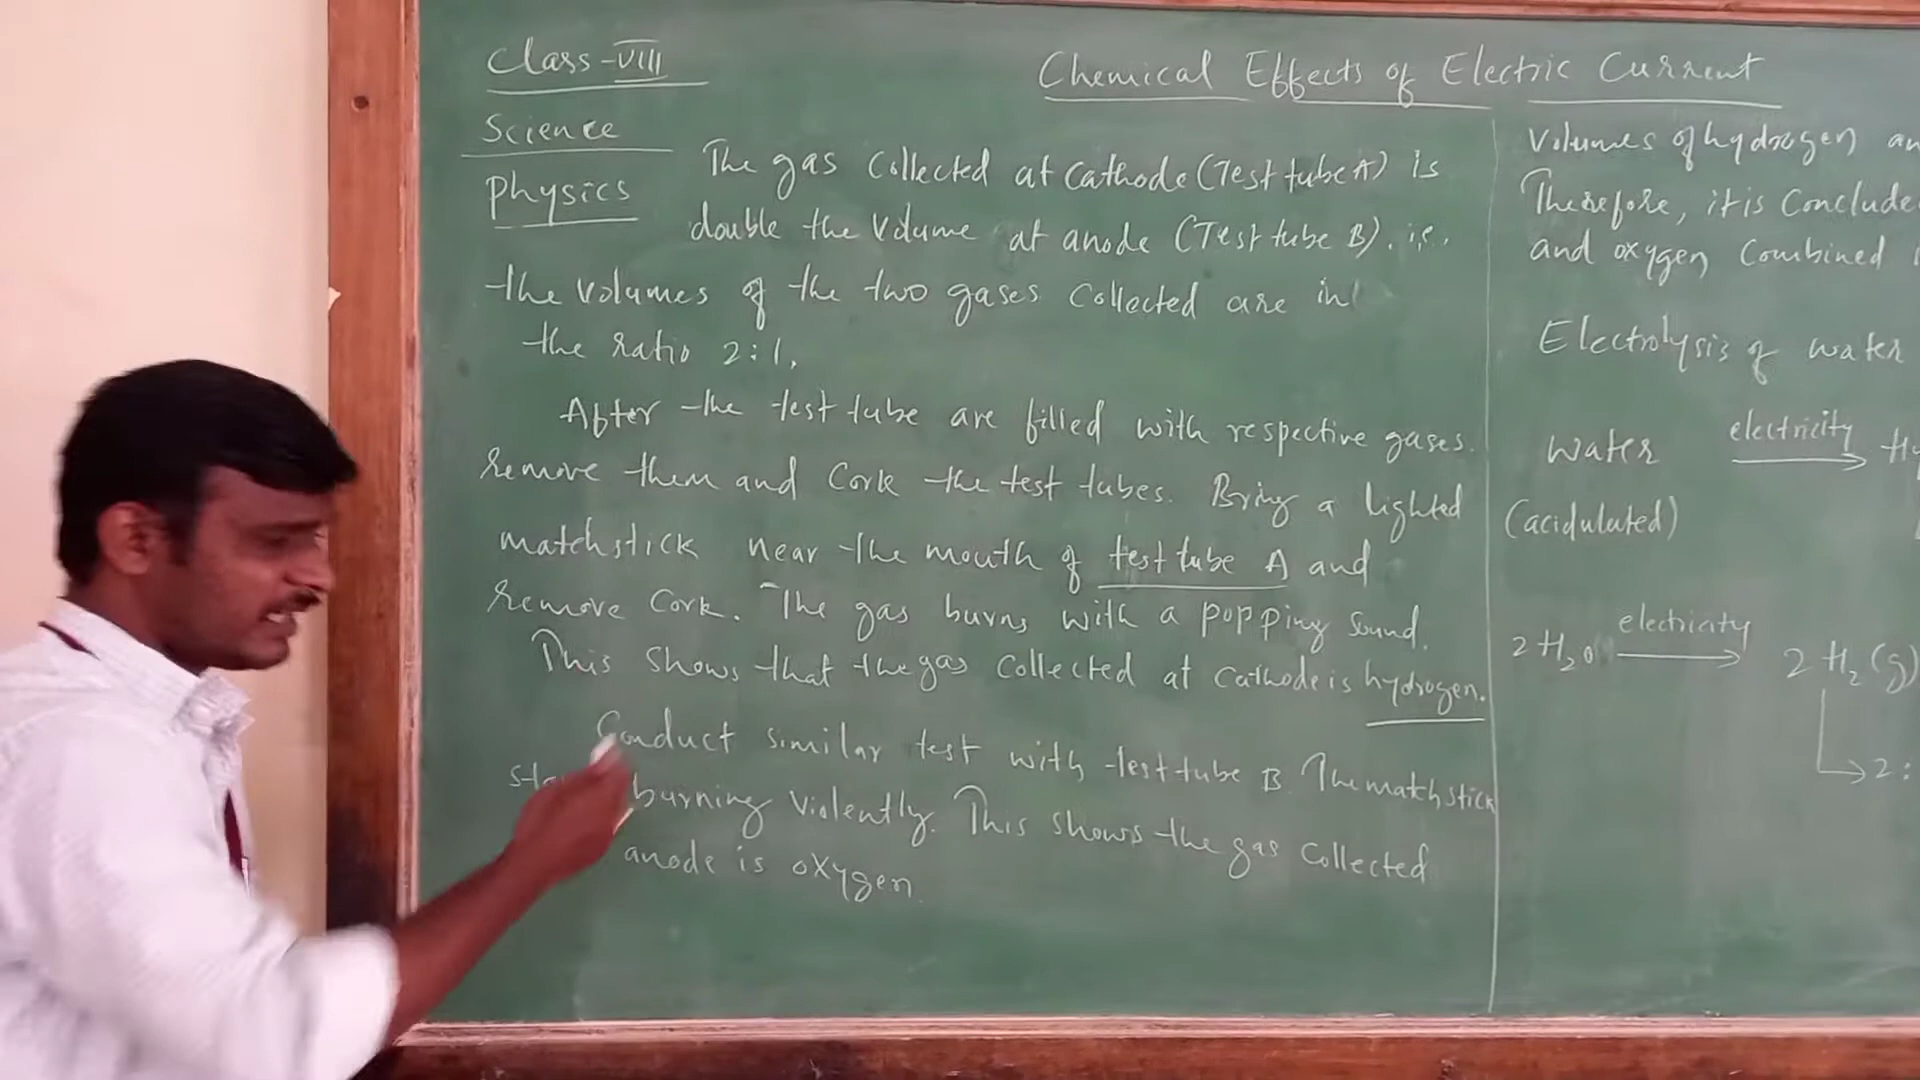 Class-VIII
Chemical Effects of Electric Current
Science
Physics
The gas collected at cathode (Test tube A) is
double the volume at anode (Test tube B). i.e.
the volumes of the two gases collected are in
the ratio 2:1.
After the test tube are filled with respective gases.
remove them and cork the test tubes. Bring a lighted
matchstick near the mouth of test tube A and
remove cork. The gas burns with a popping sound.
This shows that the gas collected at cathode is hydrogen.
Conduct similar test with test tube B. The matchstick
burning violently. This shows the gas collected
anode is oxygen.
volumes of hydrogen
Therefore, it is
and oxygen combined
Electrolysis of water
water electricity
(acidulated)
2H₂O electricity 2H₂(g)
2: